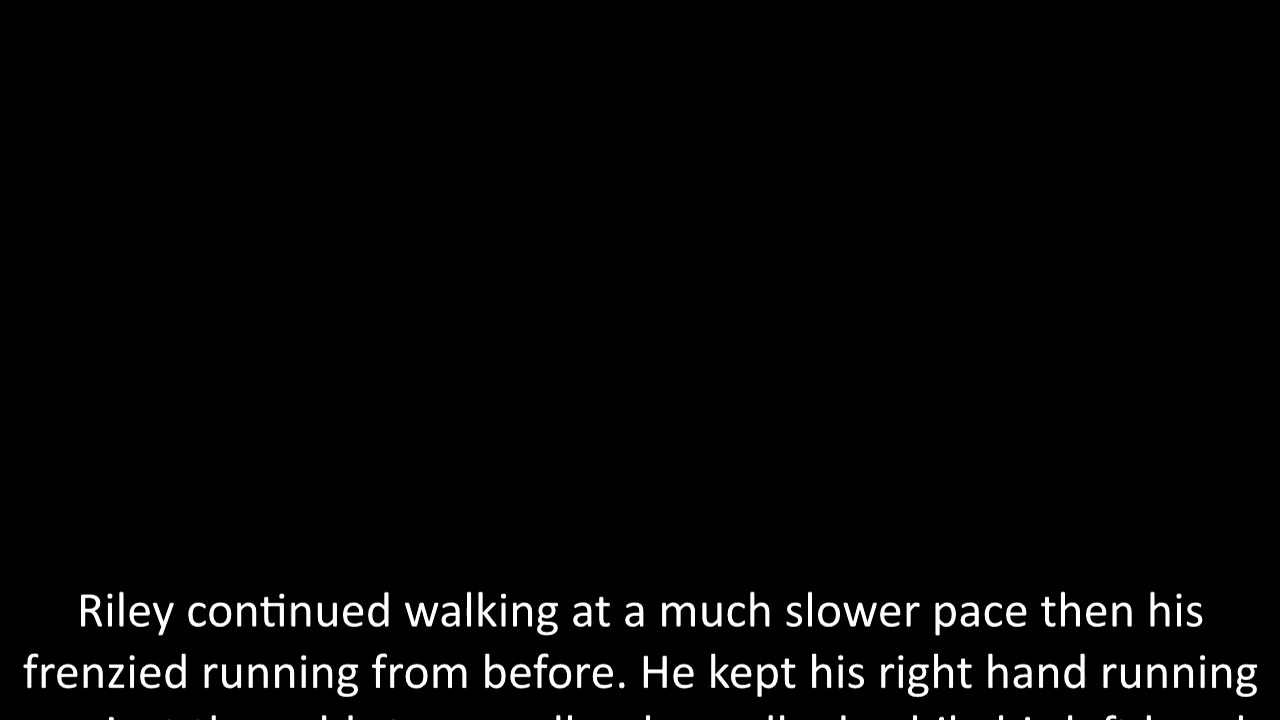 Riley continued walking at a much slower pace then his
frenzied running from before. He kept his right hand running